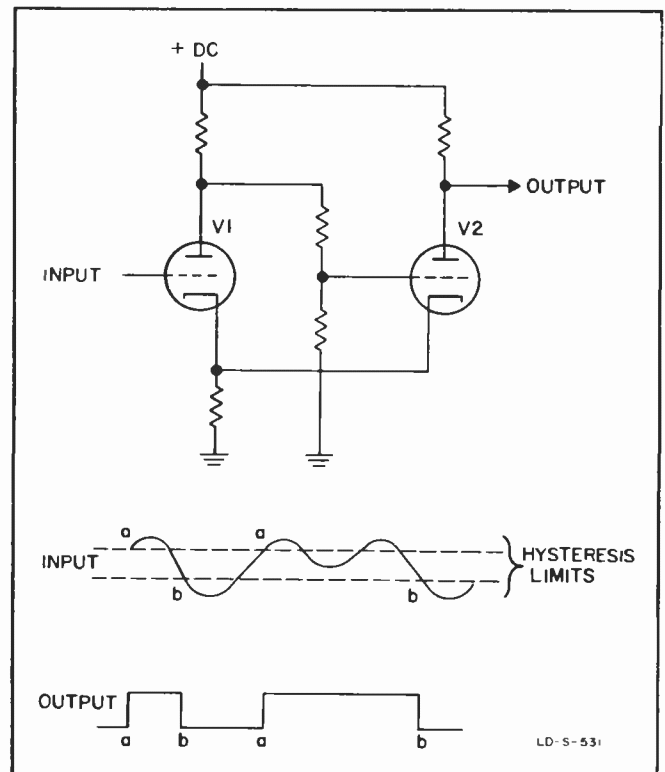 + DC
OUTPUT
V1
V2
INPUT
a
a
INPUT
HYSTERESIS
LIMITS
b
b
OUTPUT
a
b
a
b
LD-S-531